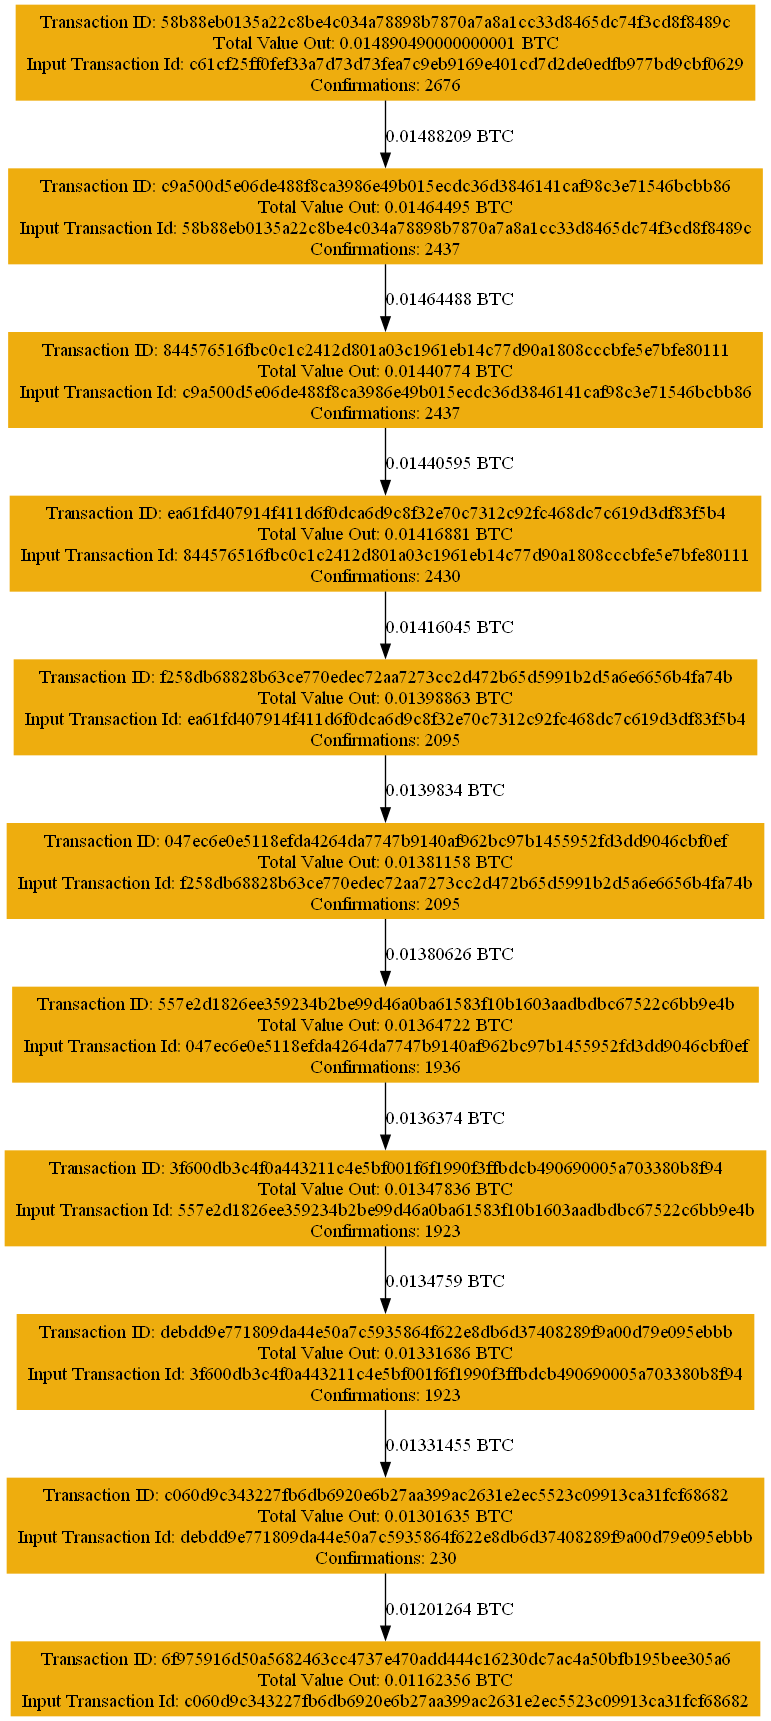 Transaction ID: 58b88eb0135a22c8be4c034a78898b7870a7a8a1cc33d8465dc74f3cd8f8489c
Total Value Out: 0.014890490000000001 BTC
Input Transaction Id: c61cf25ff0fef33a7d73d73fea7c9eb9169e401cd7d2de0edfb977bd9cbf0629
Confirmations: 2676
0.01488209 BTC
Transaction ID: c9a500d5e06de488f8ca3986e49b015ecdc36d3846141caf98c3e71546bcbb86
Total Value Out: 0.01464495 BTC
Input Transaction Id: 58b88eb0135a22c8be4c034a78898b7870a7a8a1cc33d8465dc74f3cd8f8489c
Confirmations: 2437
0.01464488 BTC
Transaction ID: 844576516fbc0c1c2412d801a03c1961eb14c77d90a1808cccbfe5e7bfe80111
Total Value Out: 0.01440774 BTC
Input Transaction Id: c9a500d5e06de488f8ca3986e49b015ecdc36d3846141caf98c3e71546bcbb86
Confirmations: 2437
0.01440595 BTC
Transaction ID: ea61fd407914f411d6f0dca6d9c8f32e70c7312c92fc468dc7c619d3df83f5b4
Total Value Out: 0.01416881 BTC
Input Transaction Id: 844576516fbc0c1c2412d801a03c1961eb14c77d90a1808cccbfe5e7bfe80111
Confirmations: 2430
0.01416045 BTC
Transaction ID: f258db68828b63ce770edec72aa7273cc2d472b65d5991b2d5a6e6656b4fa74b
Total Value Out: 0.01398863 BTC
Input Transaction Id: ea61fd407914f411d6f0dca6d9c8f32e70c7312c92fc468dc7c619d3df83f5b4
Confirmations: 2095
0.0139834 BTC
Transaction ID: 047ec6e0e5118efda4264da7747b9140af962bc97b1455952fd3dd9046cbf0ef
Total Value Out: 0.01381158 BTC
Input Transaction Id: f258db68828b63ce770edec72aa7273cc2d472b65d5991b2d5a6e6656b4fa74b
Confirmations: 2095
0.01380626 BTC
Transaction ID: 557e2d1826ee359234b2be99d46a0ba61583f10b1603aadbdbc67522c6bb9e4b
Total Value Out: 0.01364722 BTC
Input Transaction Id: 047ec6e0e5118efda4264da7747b9140af962bc97b1455952fd3dd9046cbf0ef
Confirmations: 1936
0.0136374 BTC
Transaction ID: 3f600db3c4f0a443211c4e5bf001f6f1990f3ffbdcb490690005a703380b8f94
Total Value Out: 0.01347836 BTC
Input Transaction Id: 557e2d1826ee359234b2be99d46a0ba61583f10b1603aadbdbc67522c6bb9e4b
Confirmations: 1923
0.0134759 BTC
Transaction ID: debdd9e771809da44e50a7c5935864f622e8db6d37408289f9a00d79e095ebbb
Total Value Out: 0.01331686 BTC
Input Transaction Id: 3f600db3c4f0a443211c4e5bf001f6f1990f3ffbdcb490690005a703380b8f94
Confirmations: 1923
0.01331455 BTC
Transaction ID: c060d9c343227fb6db6920e6b27aa399ac2631e2ec5523c09913ca31fcf68682
Total Value Out: 0.01301635 BTC
Input Transaction Id: debdd9e771809da44e50a7c5935864f622e8db6d37408289f9a00d79e095ebbb
Confirmations: 230
0.01201264 BTC
Transaction ID: 6f975916d50a5682463cc4737e470add444c16230dc7ac4a50bfb195bee305a6
Total Value Out: 0.01162356 BTC
Input Transaction Id: c060d9c343227fb6db6920e6b27aa399ac2631e2ec5523c09913ca31fcf68682